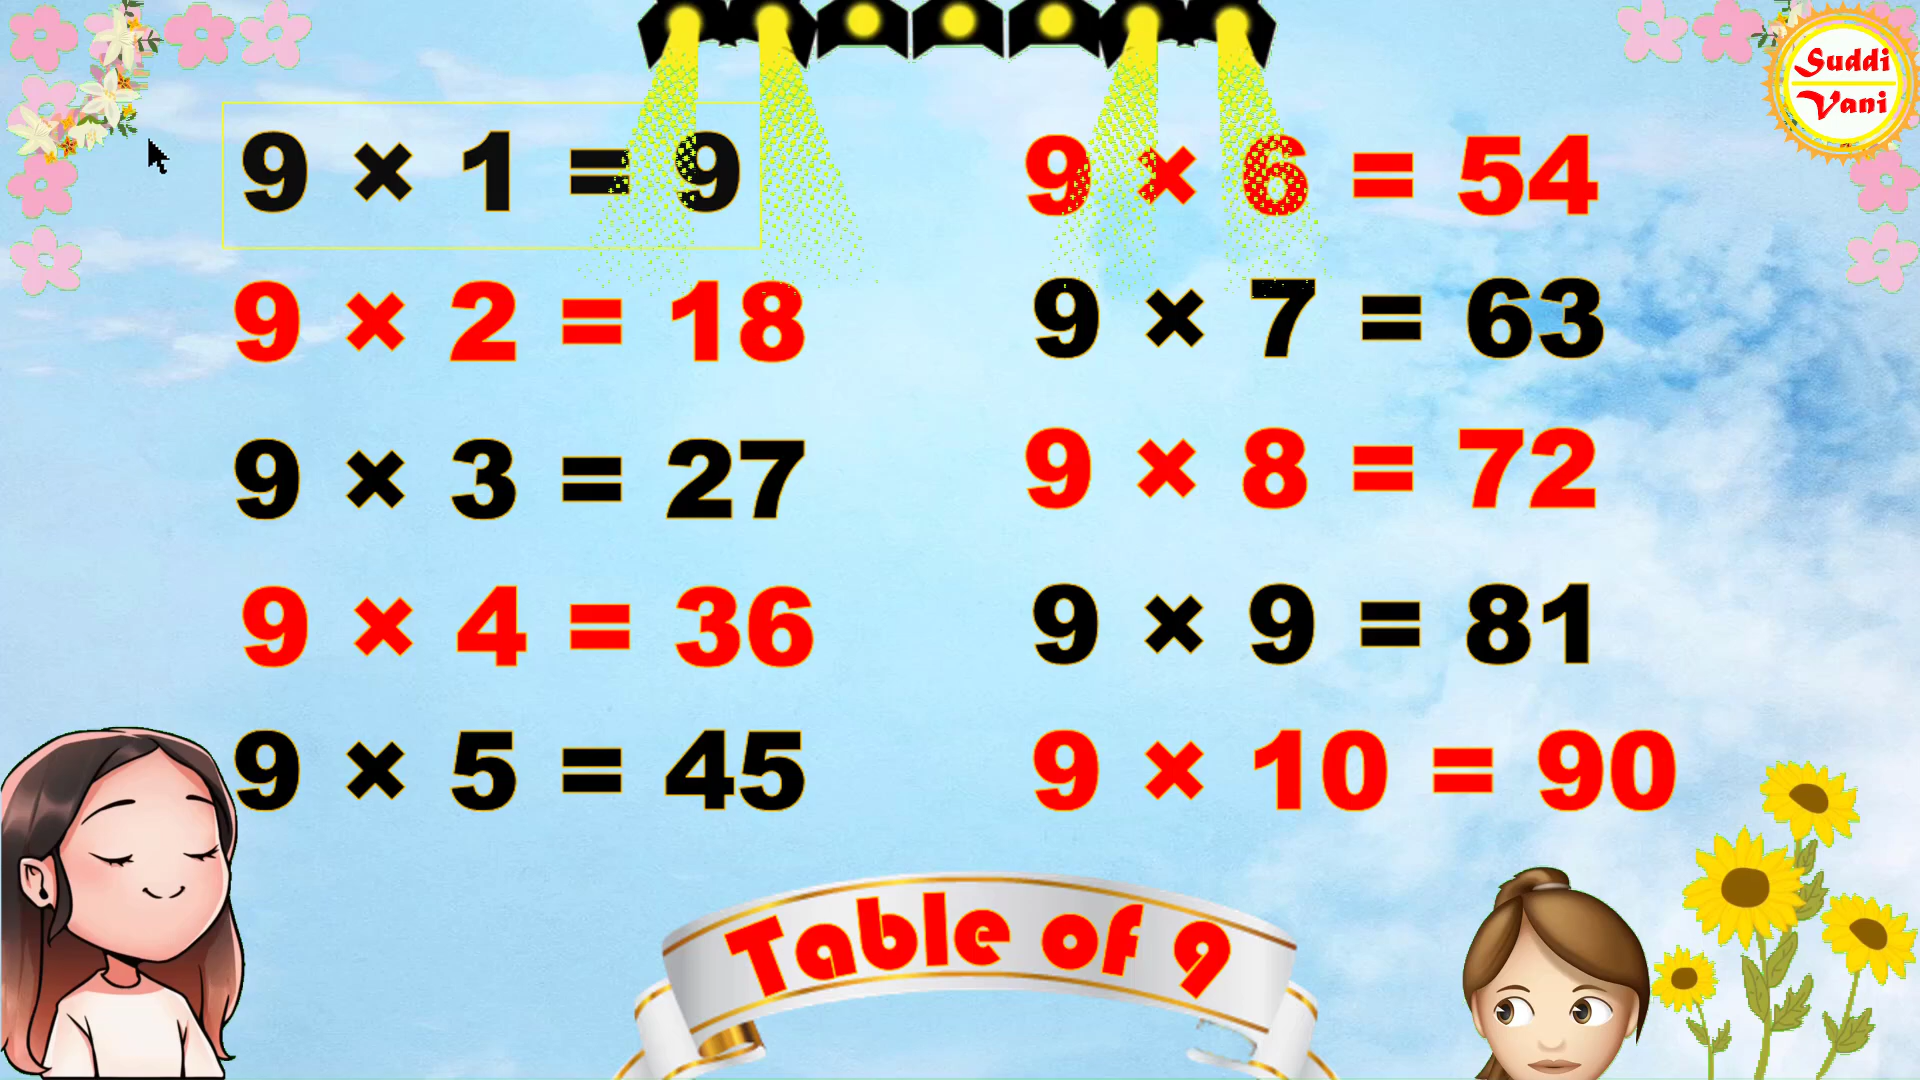 9 × 1 = 9
9 × 2 = 18
9 × 3 = 27
9 × 4 = 36
9 × 5 = 45
9 × 6 = 54
9 × 7 = 63
9 × 8 = 72
9 × 9 = 81
9 × 10 = 90
Table of 9
Suddi
Vani